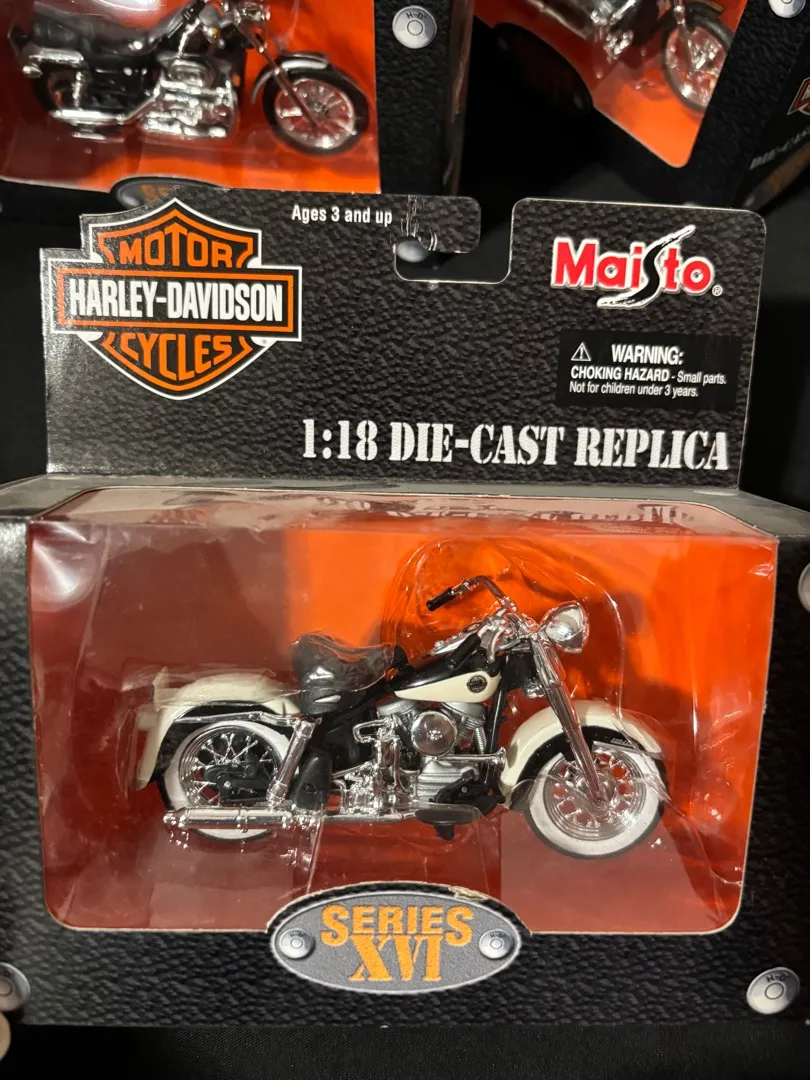 Ages 3 and up
MOTOR
HARLEY-DAVIDSON
CYCLES
Maisto®
⚠ WARNING:
CHOKING HAZARD - Small parts.
Not for children under 3 years.
1:18 DIE-CAST REPLICA
SERIES
XVI
H-D
H-D